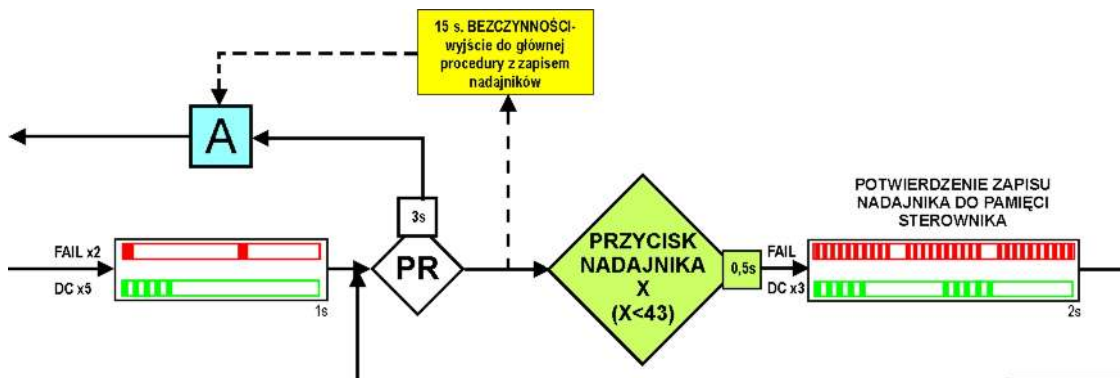 15 s. BEZCZYNNOŚCI-
wyjście do głównej
procedury z zapisem
nadajników
A
3s
PR
FAIL x2
DC x5
1s
PRZYCISK
NADAJNIKA
X
(X<43)
0,5s
POTWIERDZENIE ZAPISU
NADAJNIKA DO PAMIĘCI
STEROWNIKA
FAIL
DC x3
2s